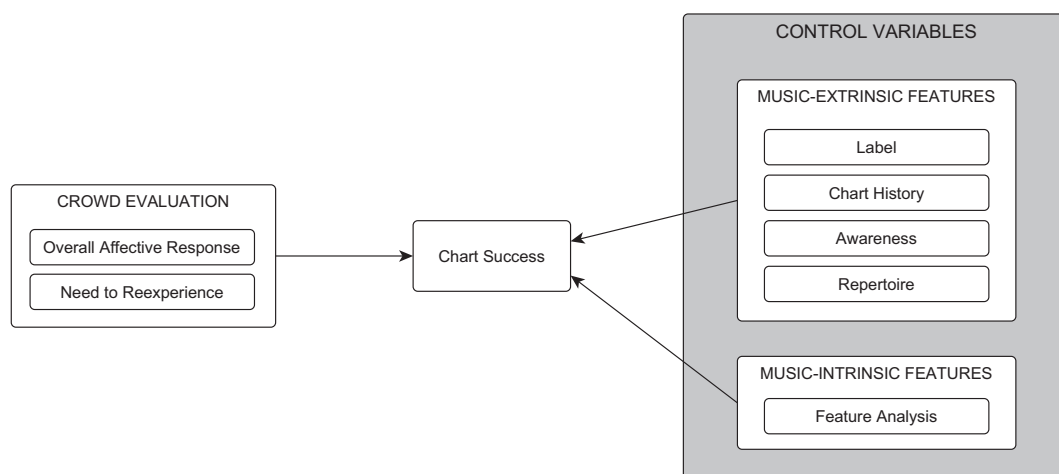 CROWD EVALUATION
Overall Affective Response
Need to Reexperience
Chart Success
CONTROL VARIABLES
MUSIC-EXTRINSIC FEATURES
Label
Chart History
Awareness
Repertoire
MUSIC-INTRINSIC FEATURES
Feature Analysis